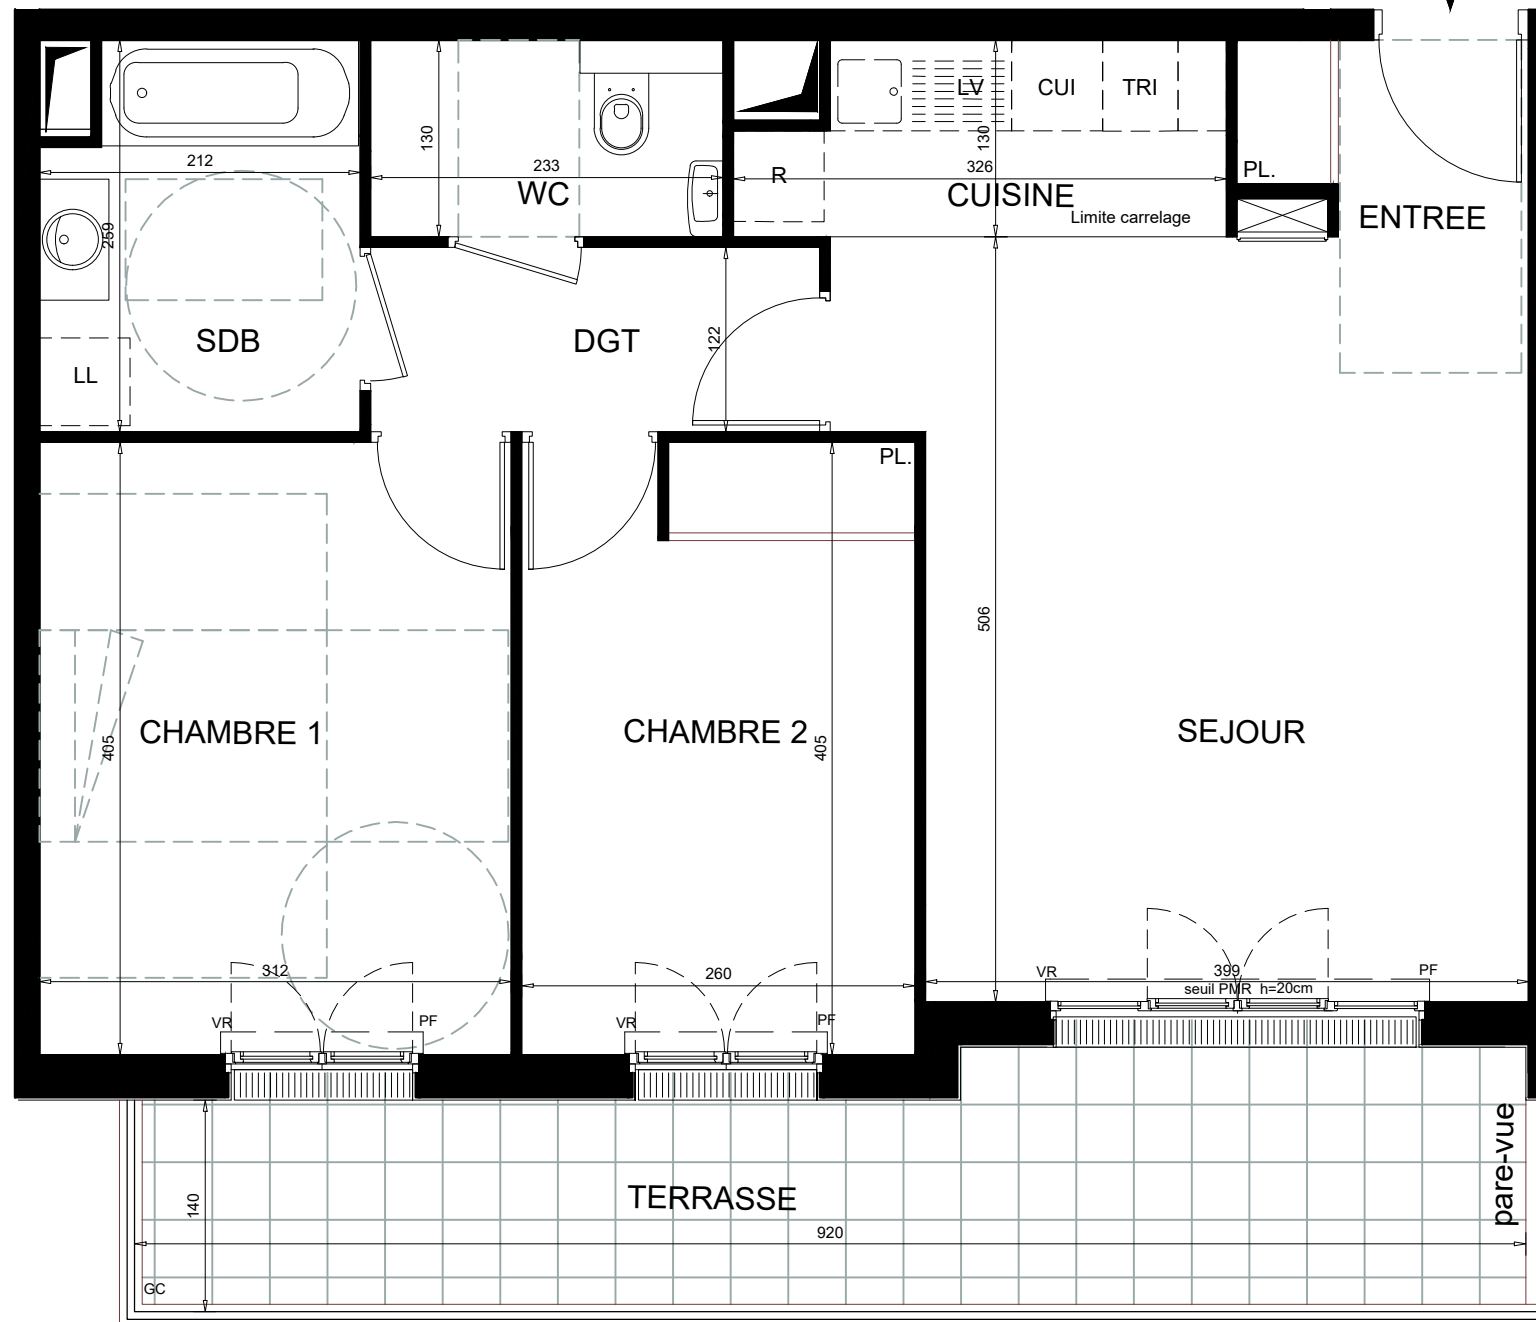 LV
CUI
TRI
130
130
212
233
326
R
PL.
WC
CUISINE
Limite carrelage
ENTREE
259
SDB
DGT
122
LL
PL.
506
CHAMBRE 1
405
CHAMBRE 2
405
SEJOUR
312
260
VR
399
PF
seuil PMR h=20cm
VR
PF
VR
PF
pare-vue
140
TERRASSE
920
GC